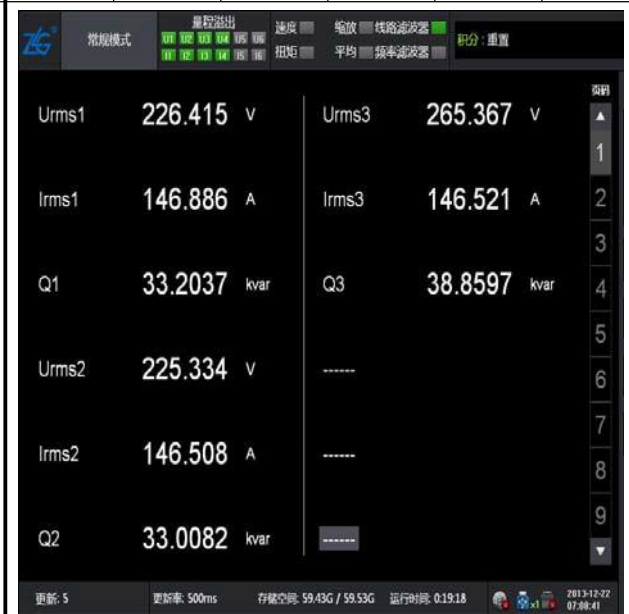 ZLG
常规模式
量程溢出
U1 U2 U3 U4 U5 U6
I1 I2 I3 I4 I5 I6
速度
扭矩
缩放 线路滤波器
平均 频率滤波器
积分 : 重置
页码
Urms1 226.415 V
Irms1 146.886 A
Q1 33.2037 kvar
Urms2 225.334 V
Irms2 146.508 A
Q2 33.0082 kvar
Urms3 265.367 V
Irms3 146.521 A
Q3 38.8597 kvar
------
------
------
1
2
3
4
5
6
7
8
9
更新: 5 更新率: 500ms 存储空间: 59.43G / 59.53G 运行时间: 0:19:18 x1 2013-12-22
07:08:41